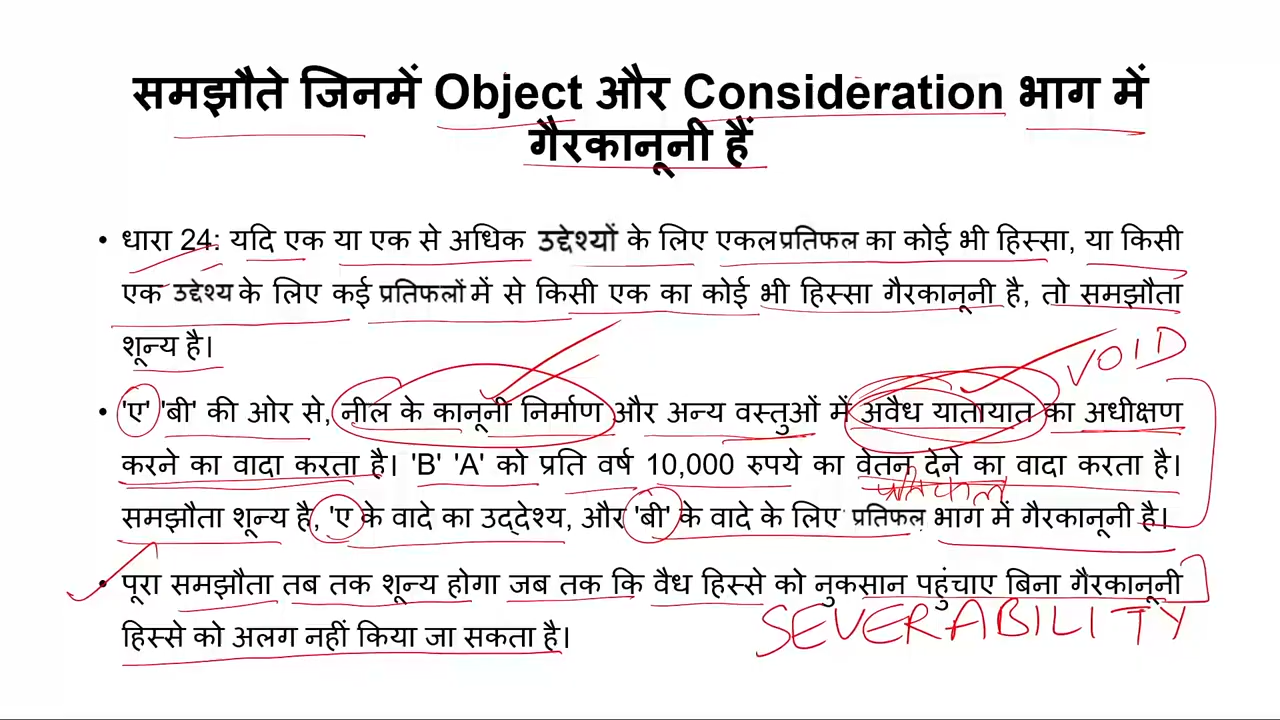 समझौते जिनमें Object और Consideration भाग में
गैरकानूनी हैं
• धारा 24: यदि एक या एक से अधिक उद्देश्यों के लिए एकलप्रतिफल का कोई भी हिस्सा, या किसी
एक उद्देश्य के लिए कई प्रतिफलों में से किसी एक का कोई भी हिस्सा गैरकानूनी है, तो समझौता
शून्य है।
VOID
• 'ए' 'बी' की ओर से, नील के कानूनी निर्माण और अन्य वस्तुओं में अवैध यातायात का अधीक्षण
करने का वादा करता है। 'B' 'A' को प्रति वर्ष 10,000 रुपये का वेतन देने का वादा करता है।
प्रतिफल
समझौता शून्य है, 'ए के वादे का उद्देश्य, और 'बी' के वादे के लिए प्रतिफल भाग में गैरकानूनी है।
• पूरा समझौता तब तक शून्य होगा जब तक कि वैध हिस्से को नुकसान पहुंचाए बिना गैरकानूनी
हिस्से को अलग नहीं किया जा सकता है।
SEVERABILITY